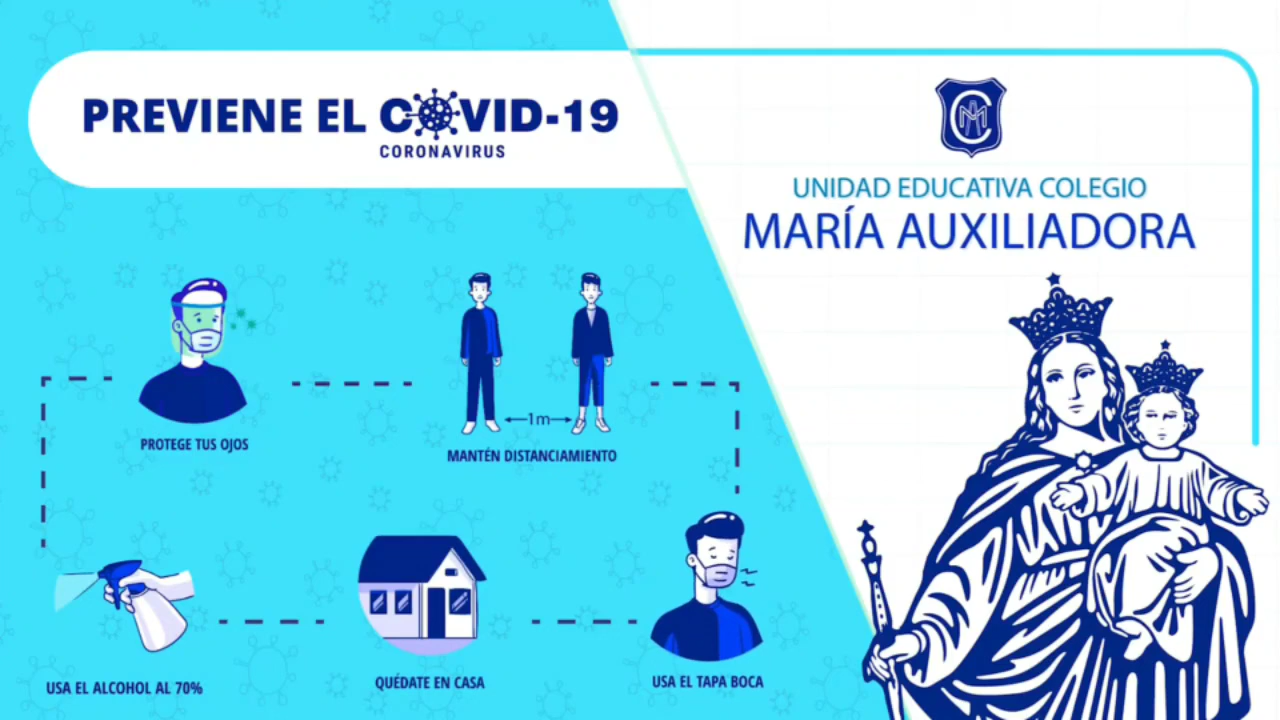 PREVIENE EL COVID-19
CORONAVIRUS
UNIDAD EDUCATIVA COLEGIO
MARÍA AUXILIADORA
PROTEGE TUS OJOS
1m
MANTÉN DISTANCIAMIENTO
USA EL ALCOHOL AL 70%
QUÉDATE EN CASA
USA EL TAPA BOCA